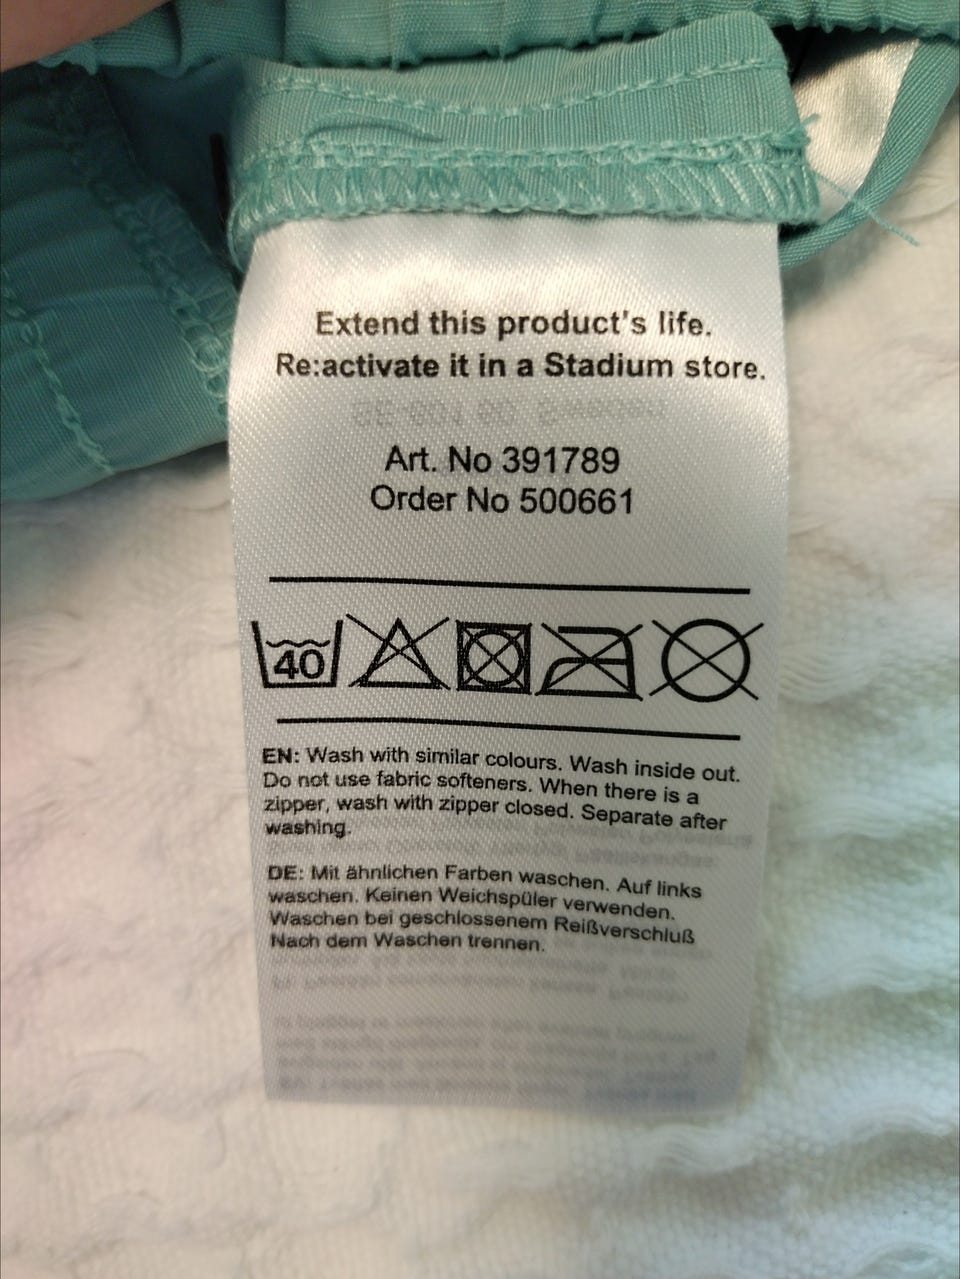 Extend this product's life.
Re:activate it in a Stadium store.
Art. No 391789
Order No 500661
40
EN: Wash with similar colours. Wash inside out.
Do not use fabric softeners. When there is a
zipper, wash with zipper closed. Separate after
washing.
DE: Mit ähnlichen Farben waschen. Auf links
waschen. Keinen Weichspüler verwenden.
Waschen bei geschlossenem Reißverschluß
Nach dem Waschen trennen.